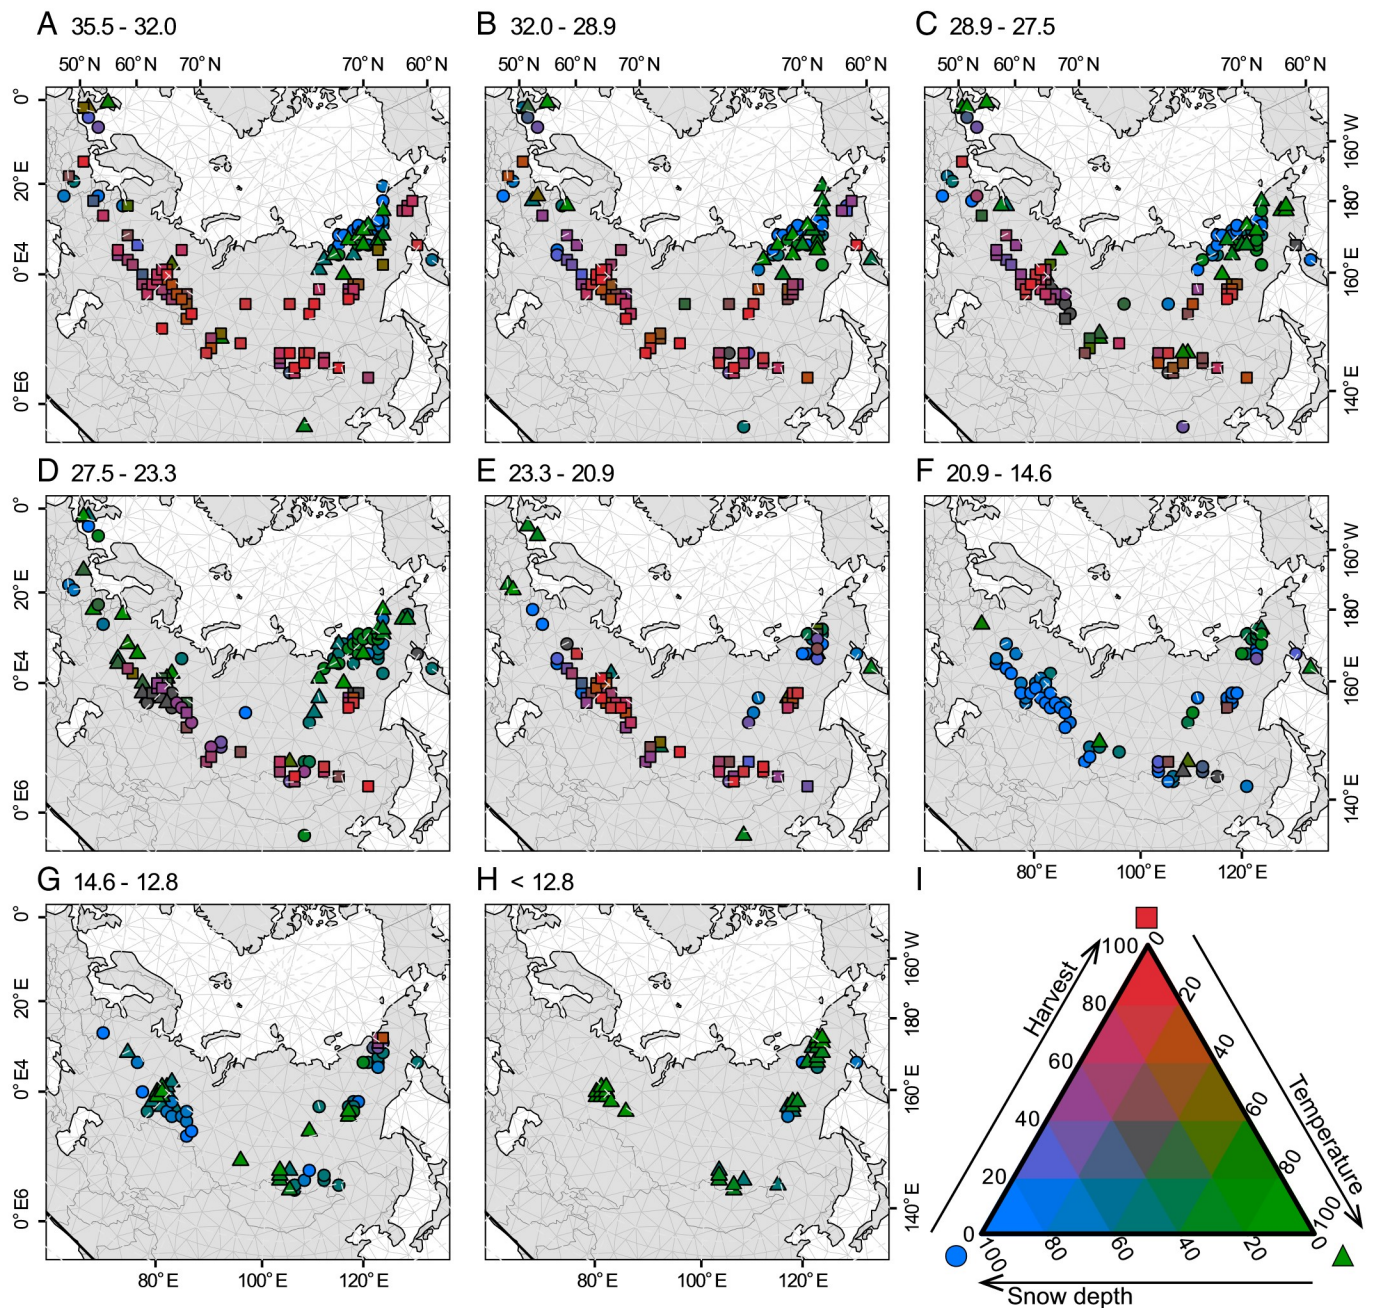 A 35.5 - 32.0
B 32.0 - 28.9
C 28.9 - 27.5
50°N 60°N 70°N 70°N 60°N
50°N 60°N 70°N 70°N 60°N
50°N 60°N 70°N 70°N 60°N
0°
20°E
0°E4
0°E6
160°W
180°
160°E
140°E
D 27.5 - 23.3
E 23.3 - 20.9
F 20.9 - 14.6
0°
20°E
0°E4
0°E6
160°W
180°
160°E
140°E
80°E 100°E 120°E
G 14.6 - 12.8
H < 12.8
I
0°
20°E
0°E4
0°E6
80°E 100°E 120°E
160°W
180°
160°E
140°E
80°E 100°E 120°E
Harvest
Temperature
Snow depth
100
80
60
40
20
0
0
20
40
60
80
100
100
80
60
40
20
0